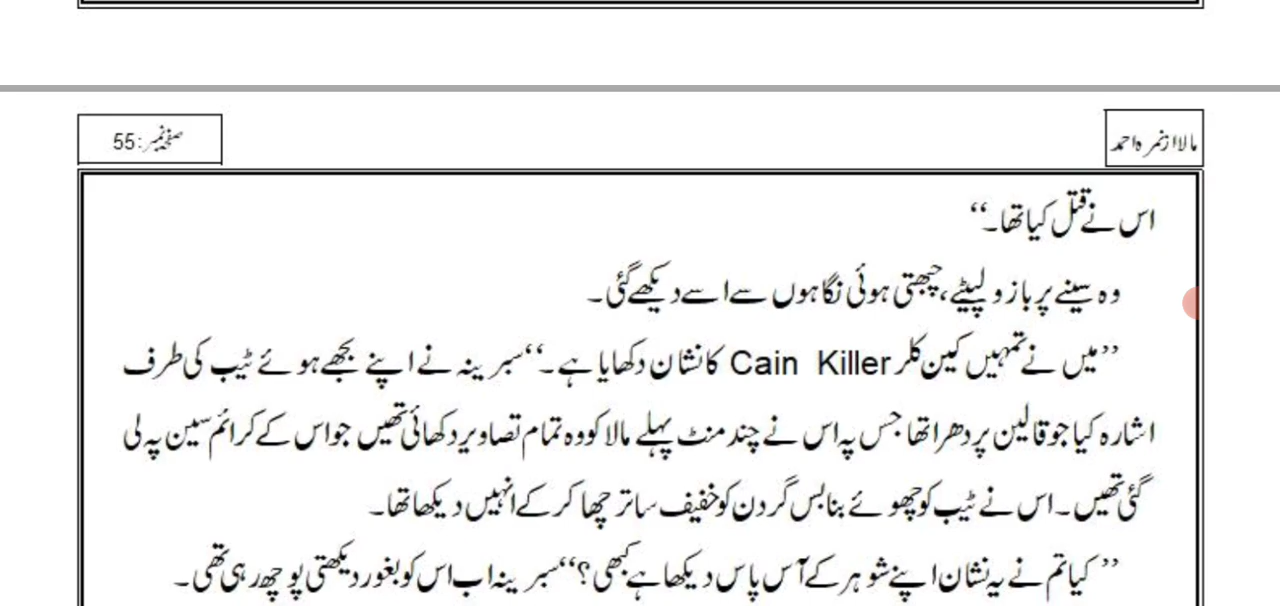 مالا از نمرہ احمد
صفحہ نمبر: 55
اس نے قتل کیا تھا۔‘‘
وہ سینے پر بازو لپیٹے، چبھتی ہوئی نگاہوں سے اسے دیکھے گئی۔
’’میں نے تمہیں کین کلر Cain Killer کا نشان دکھایا ہے۔‘‘ سبرینہ نے اپنے بجھے ہوئے ٹیب کی طرف
اشارہ کیا جو قالین پر دھرا تھا جس پہ اس نے چند منٹ پہلے مالا کو وہ تمام تصاویر دکھائی تھیں جو اس کے کرائم سین پہ لی
گئی تھیں۔ اس نے ٹیب کو چھوئے بنا بس گردن کو خفیف سا ترچھا کر کے انہیں دیکھا تھا۔
’’کیا تم نے یہ نشان اپنے شوہر کے آس پاس دیکھا ہے کبھی؟‘‘ سبرینہ اب اس کو بغور دیکھتی پوچھ رہی تھی۔